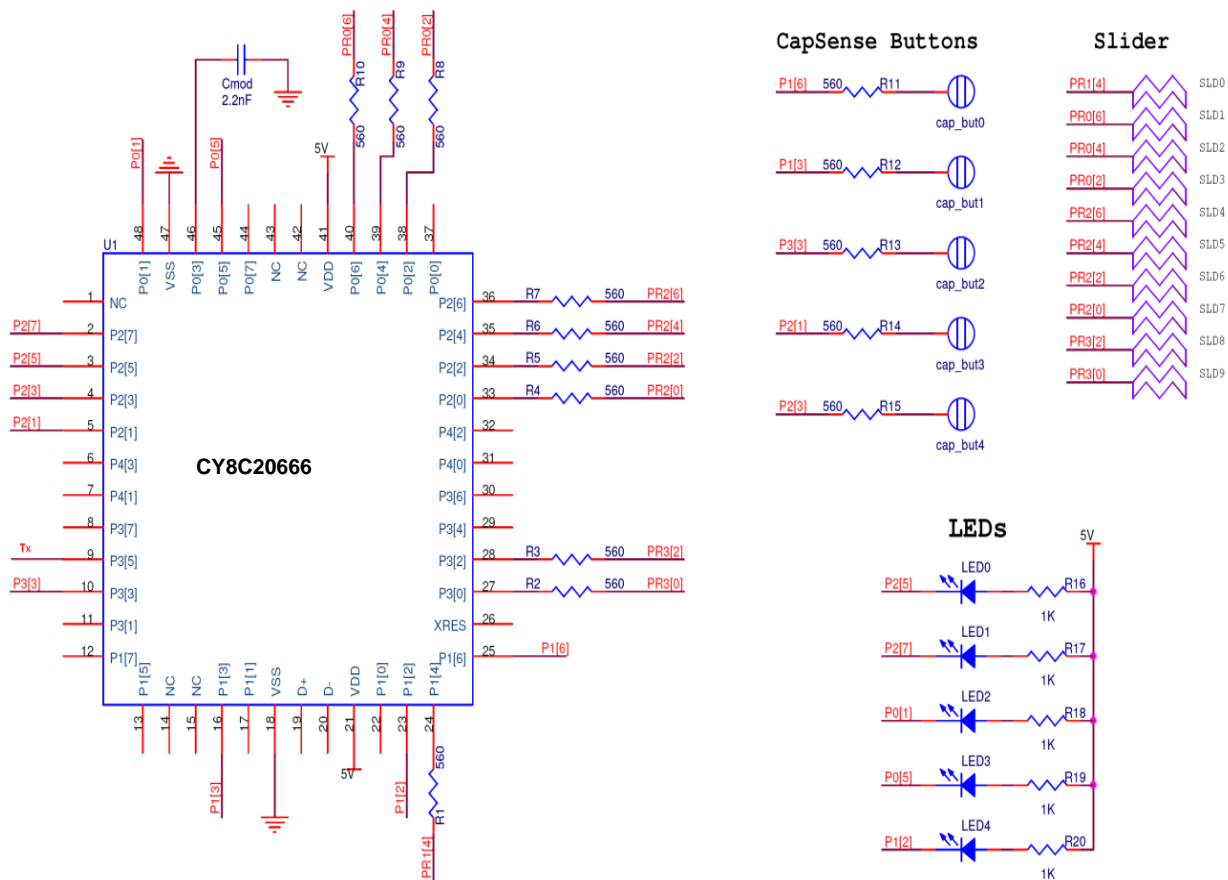 PR0[6]
PR0[4]
PR0[2]
R10
R9
R8
560
560
560
Cmod
2.2nF
P0[1]
P0[5]
5V
48
47
46
45
44
43
42
41
40
39
38
37
U1
P0[1]
VSS
P0[3]
P0[5]
P0[7]
NC
NC
VDD
P0[6]
P0[4]
P0[2]
P0[0]
1 NC
P2[7] 2 P2[7]
P2[5] 3 P2[5]
P2[3] 4 P2[3]
P2[1] 5 P2[1]
6 P4[3]
7 P4[1]
8 P3[7]
Tx 9 P3[5]
P3[3] 10 P3[3]
11 P3[1]
12 P1[7]
CY8C20666
P2[6] 36 R7 560 PR2[6]
P2[4] 35 R6 560 PR2[4]
P2[2] 34 R5 560 PR2[2]
P2[0] 33 R4 560 PR2[0]
P4[2] 32
P4[0] 31
P3[6] 30
P3[4] 29
P3[2] 28 R3 560 PR3[2]
P3[0] 27 R2 560 PR3[0]
XRES 26
P1[6] 25 P1[6]
P1[5]
NC
NC
P1[3]
P1[1]
VSS
D+
D-
VDD
P1[0]
P1[2]
P1[4]
13
14
15
16
17
18
19
20
21
22
23
24
P1[3]
5V
P1[2]
560
R1
PR1[4]
CapSense Buttons
P1[6] 560 R11
cap_but0
P1[3] 560 R12
cap_but1
P3[3] 560 R13
cap_but2
P2[1] 560 R14
cap_but3
P2[3] 560 R15
cap_but4
Slider
PR1[4] SLD0
PR0[6] SLD1
PR0[4] SLD2
PR0[2] SLD3
PR2[6] SLD4
PR2[4] SLD5
PR2[2] SLD6
PR2[0] SLD7
PR3[2] SLD8
PR3[0] SLD9
LEDs
5V
LED0
P2[5] R16
1K
LED1
P2[7] R17
1K
LED2
P0[1] R18
1K
LED3
P0[5] R19
1K
LED4
P1[2] R20
1K